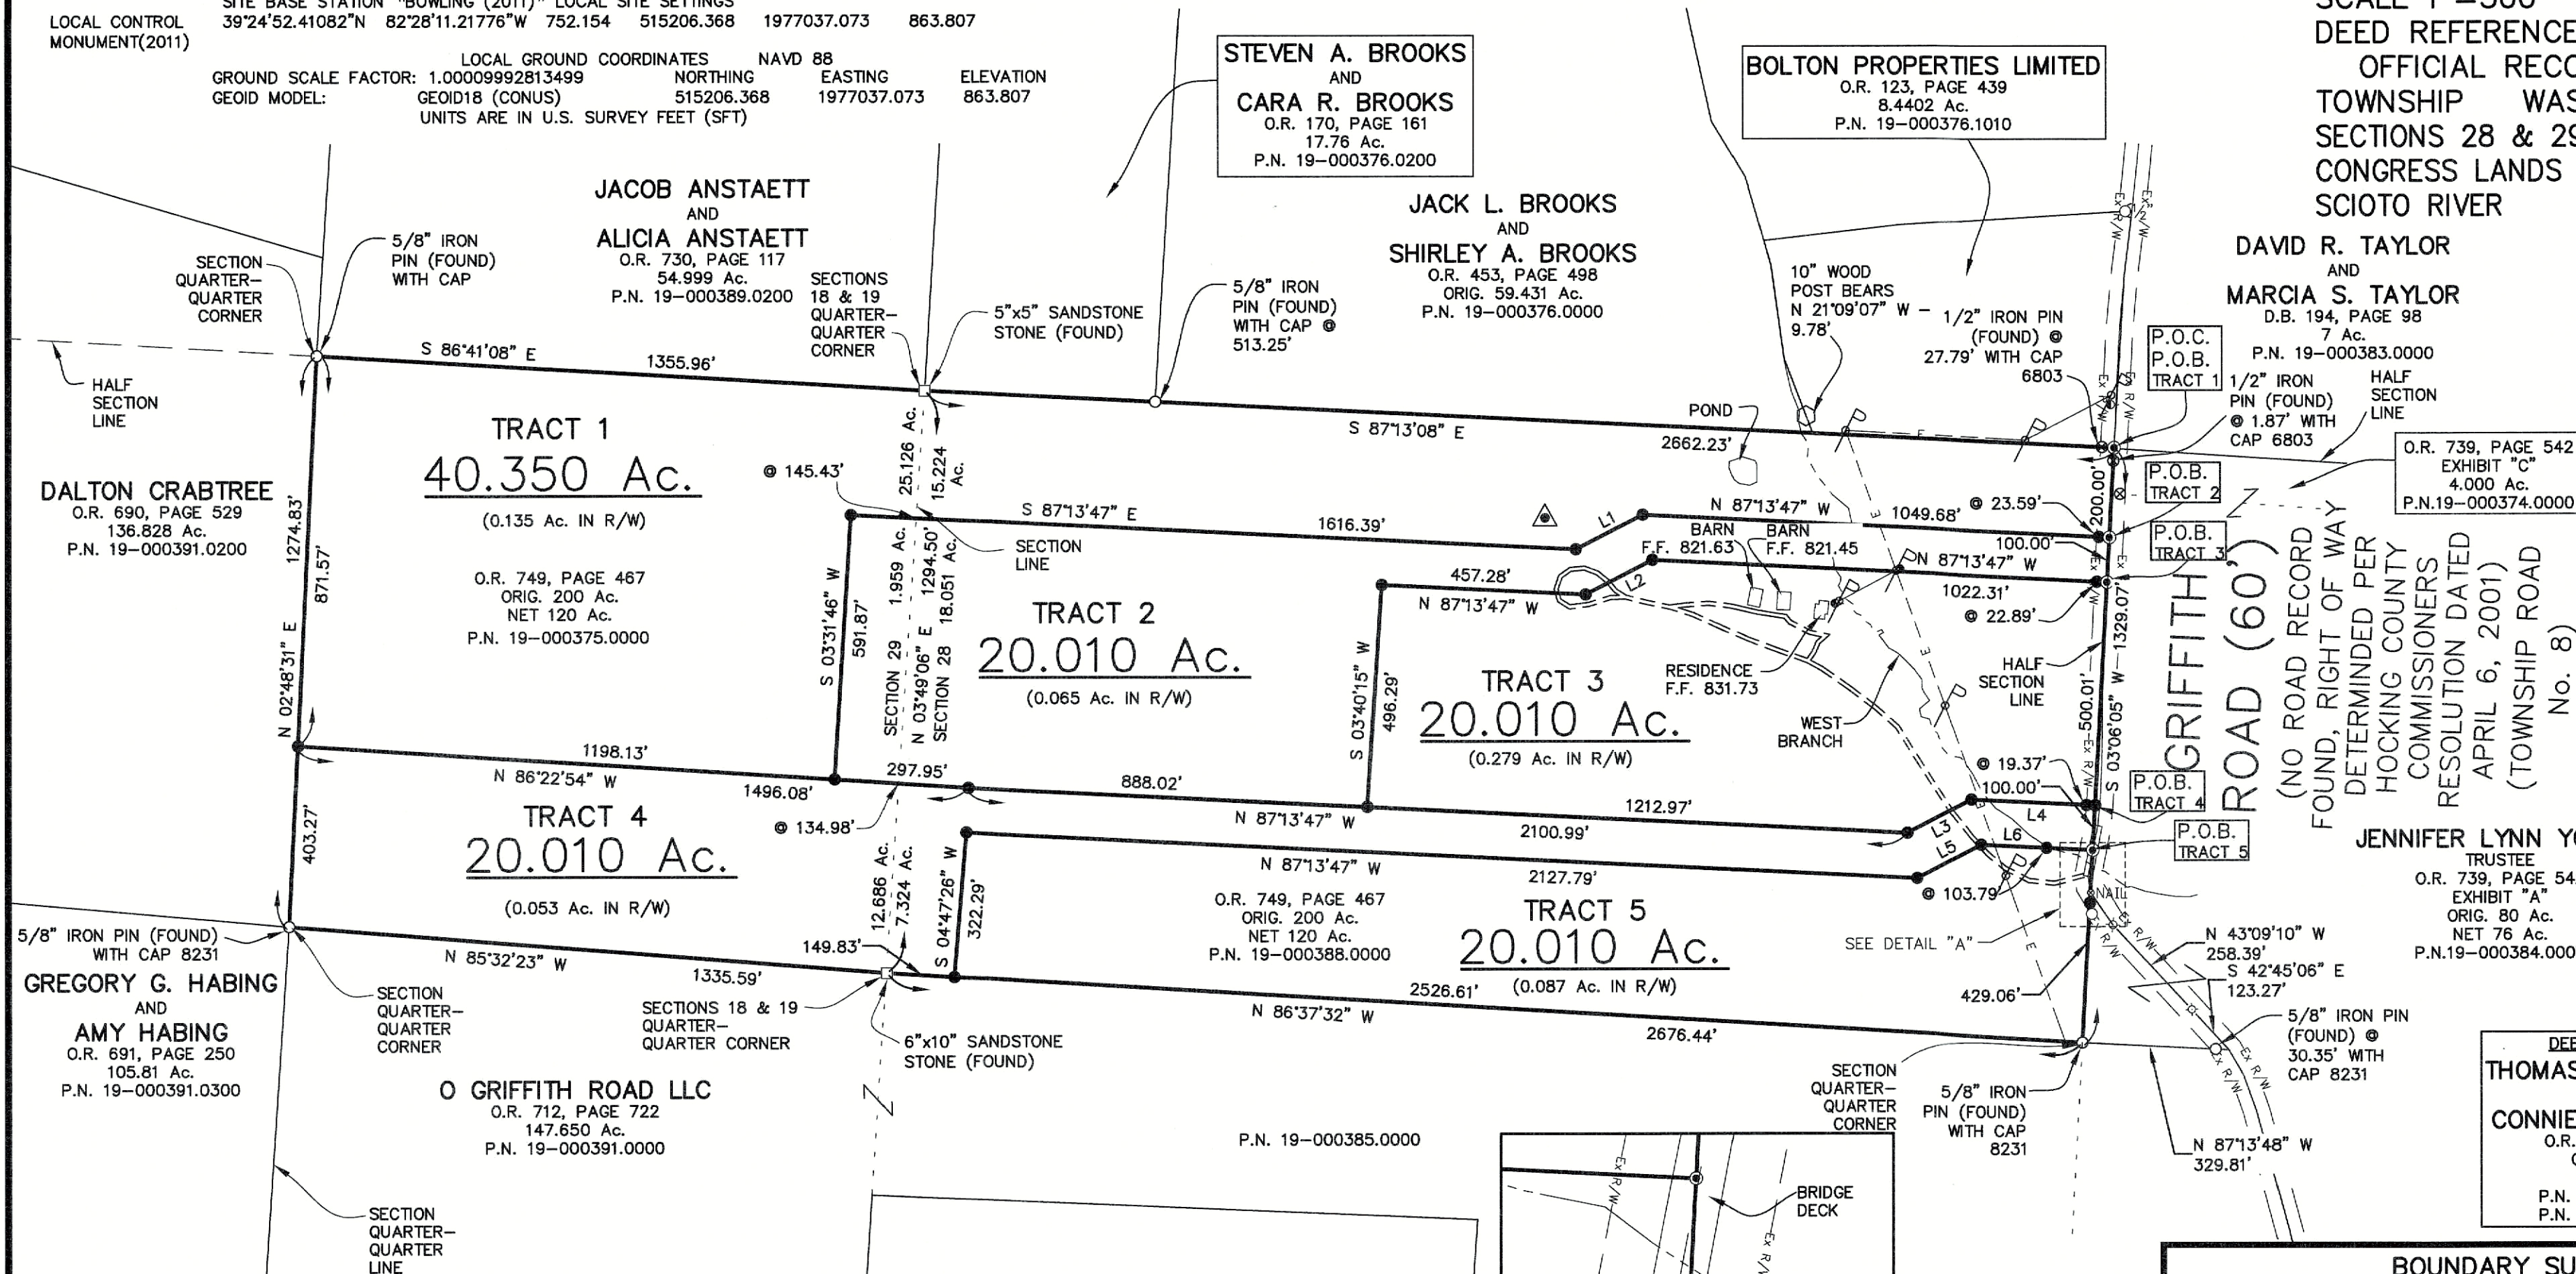 SITE BASE STATION "BOWLING (2011)" LOCAL SITE SETTINGS
LOCAL CONTROL
MONUMENT(2011)
39°24'52.41082"N 82°28'11.21776"W 752.154 515206.368 1977037.073 863.807
LOCAL GROUND COORDINATES NAVD 88
GROUND SCALE FACTOR: 1.00009992813499 NORTHING EASTING ELEVATION
GEOID MODEL: GEOID18 (CONUS) 515206.368 1977037.073 863.807
UNITS ARE IN U.S. SURVEY FEET (SFT)
STEVEN A. BROOKS
AND
CARA R. BROOKS
O.R. 170, PAGE 161
17.76 Ac.
P.N. 19-000376.0200
BOLTON PROPERTIES LIMITED
O.R. 123, PAGE 439
8.4402 Ac.
P.N. 19-000376.1010
DEED REFERENCE
OFFICIAL RECO
TOWNSHIP WAS
SECTIONS 28 & 29
CONGRESS LANDS
SCIOTO RIVER
JACOB ANSTAETT
AND
ALICIA ANSTAETT
O.R. 730, PAGE 117
54.999 Ac.
P.N. 19-000389.0200
JACK L. BROOKS
AND
SHIRLEY A. BROOKS
O.R. 453, PAGE 498
ORIG. 59.431 Ac.
P.N. 19-000376.0000
DAVID R. TAYLOR
AND
MARCIA S. TAYLOR
D.B. 194, PAGE 98
7 Ac.
P.N. 19-000383.0000
SECTION
QUARTER-
QUARTER
CORNER
5/8" IRON
PIN (FOUND)
WITH CAP
SECTIONS
18 & 19
QUARTER-
QUARTER
CORNER
5"x5" SANDSTONE
STONE (FOUND)
5/8" IRON
PIN (FOUND)
WITH CAP @
513.25'
10" WOOD
POST BEARS
N 21°09'07" W
9.78'
1/2" IRON PIN
(FOUND) @
27.79' WITH CAP
6803
P.O.C.
P.O.B.
TRACT 1
1/2" IRON
PIN (FOUND)
@ 1.87' WITH
CAP 6803
HALF
SECTION
LINE
HALF
SECTION
LINE
S 86°41'08" E
1355.96'
S 87°13'08" E
2662.23'
POND
O.R. 739, PAGE 542
EXHIBIT "C"
4.000 Ac.
P.N.19-000374.0000
P.O.B.
TRACT 2
P.O.B.
TRACT 3
TRACT 1
40.350 Ac.
(0.135 Ac. IN R/W)
O.R. 749, PAGE 467
ORIG. 200 Ac.
NET 120 Ac.
P.N. 19-000375.0000
DALTON CRABTREE
O.R. 690, PAGE 529
136.828 Ac.
P.N. 19-000391.0200
N 02°48'31" E 1274.83'
871.57'
403.27'
@ 145.43'
25.126 Ac.
15.224
Ac.
S 87°13'47" E
1616.39'
L1
N 87°13'47" W
1049.68'
@ 23.59'
200.00'
100.00'
SECTION
LINE
BARN
F.F. 821.63
BARN
F.F. 821.45
L2
457.28'
N 87°13'47" W
N 87°13'47" W
1022.31'
@ 22.89'
S 03°31'46" W
591.87'
SECTION 29 1.959 Ac.
N 03°49'06" E 1294.50'
SECTION 28 18.051 Ac.
TRACT 2
20.010 Ac.
(0.065 Ac. IN R/W)
S 03°40'15" W
496.29'
TRACT 3
20.010 Ac.
(0.279 Ac. IN R/W)
RESIDENCE
F.F. 831.73
WEST
BRANCH
HALF
SECTION
LINE
500.01'
S 03°06'05" W 1329.07'
GRIFFITH
ROAD (60')
(NO ROAD RECORD
FOUND, RIGHT OF WAY
DETERMINDED PER
HOCKING COUNTY
COMMISSIONERS
RESOLUTION DATED
APRIL 6, 2001)
(TOWNSHIP ROAD
No. 8)
1198.13'
N 86°22'54" W
1496.08'
297.95'
888.02'
N 87°13'47" W
1212.97'
2100.99'
@ 19.37'
100.00'
L3
L4
P.O.B.
TRACT 4
P.O.B.
TRACT 5
TRACT 4
20.010 Ac.
(0.053 Ac. IN R/W)
@ 134.98'
12.686 Ac.
7.324 Ac.
S 04°47'26" W
322.29'
N 87°13'47" W
2127.79'
L5
L6
@ 103.79'
NAIL
O.R. 749, PAGE 467
ORIG. 200 Ac.
NET 120 Ac.
P.N. 19-000388.0000
TRACT 5
20.010 Ac.
(0.087 Ac. IN R/W)
SEE DETAIL "A"
JENNIFER LYNN YO
TRUSTEE
O.R. 739, PAGE 54
EXHIBIT "A"
ORIG. 80 Ac.
NET 76 Ac.
P.N.19-000384.000
5/8" IRON PIN (FOUND)
WITH CAP 8231
GREGORY G. HABING
AND
AMY HABING
O.R. 691, PAGE 250
105.81 Ac.
P.N. 19-000391.0300
N 85°32'23" W
1335.59'
149.83'
SECTION
QUARTER-
QUARTER
CORNER
SECTIONS 18 & 19
QUARTER-
QUARTER CORNER
6"x10" SANDSTONE
STONE (FOUND)
2526.61'
N 86°37'32" W
2676.44'
429.06'
N 43°09'10" W
258.39'
S 42°45'06" E
123.27'
5/8" IRON PIN
(FOUND) @
30.35' WITH
CAP 8231
O GRIFFITH ROAD LLC
O.R. 712, PAGE 722
147.650 Ac.
P.N. 19-000391.0000
P.N. 19-000385.0000
SECTION
QUARTER-
QUARTER
CORNER
5/8" IRON
PIN (FOUND)
WITH CAP
8231
N 87°13'48" W
329.81'
THOMAS
CONNIE
O.R.
P.N.
P.N.
SECTION
QUARTER-
QUARTER
LINE
Ex R/W
BRIDGE
DECK
Ex R/W
BOUNDARY SU